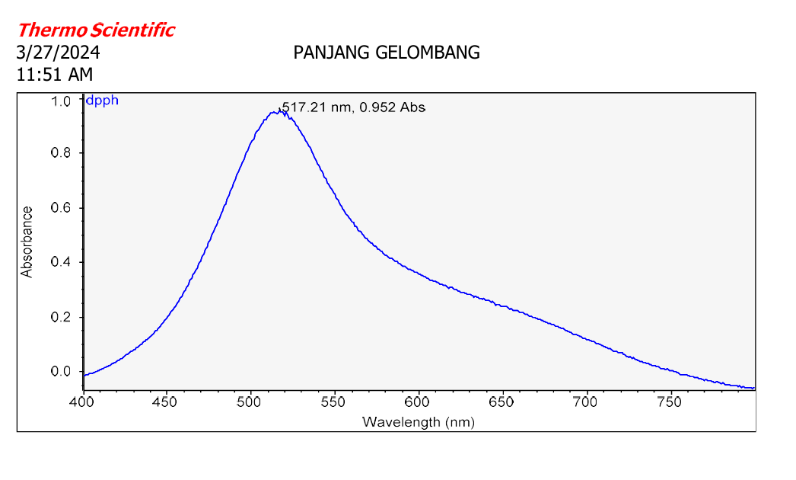 Thermo Scientific
3/27/2024
PANJANG GELOMBANG
11:51 AM
dpph
517.21 nm, 0.952 Abs
1.0
0.8
0.6
0.4
0.2
0.0
Absorbance
400 450 500 550 600 650 700 750
Wavelength (nm)